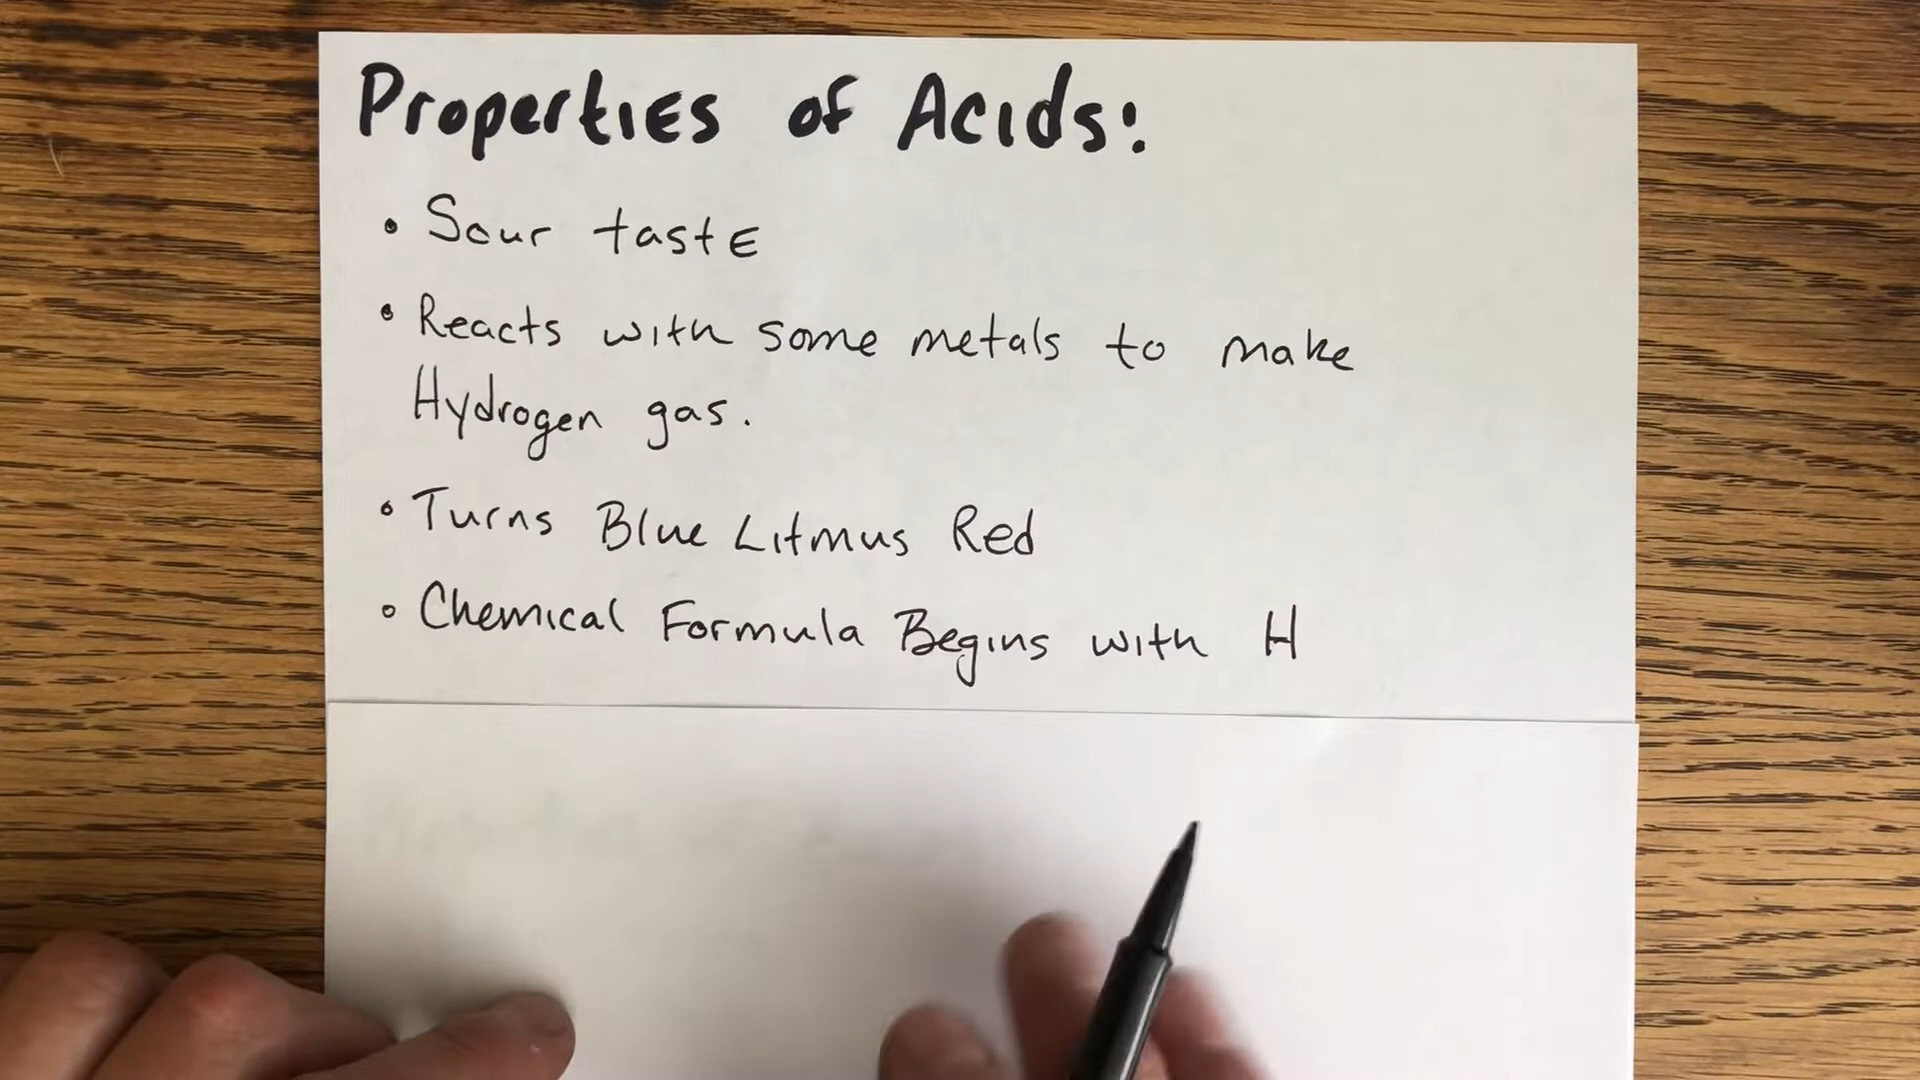 Properties of Acids:
• Sour taste
• Reacts with some metals to make
Hydrogen gas.
• Turns Blue Litmus Red
• Chemical Formula Begins with H